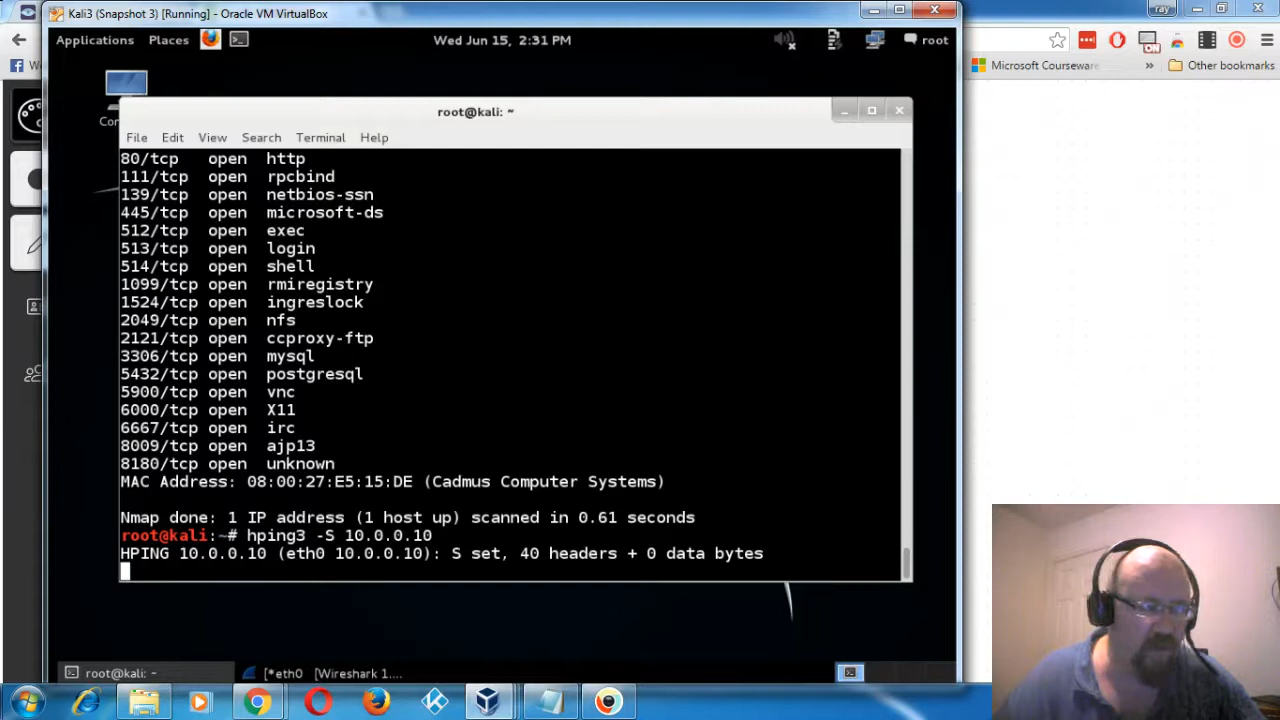 Kali3 (Snapshot 3) [Running] - Oracle VM VirtualBox
ray
Applications Places Wed Jun 15, 2:31 PM root
Microsoft Courseware » Other bookmarks
ON
root@kali: ~
File Edit View Search Terminal Help
80/tcp open http
111/tcp open rpcbind
139/tcp open netbios-ssn
445/tcp open microsoft-ds
512/tcp open exec
513/tcp open login
514/tcp open shell
1099/tcp open rmiregistry
1524/tcp open ingreslock
2049/tcp open nfs
2121/tcp open ccproxy-ftp
3306/tcp open mysql
5432/tcp open postgresql
5900/tcp open vnc
6000/tcp open X11
6667/tcp open irc
8009/tcp open ajp13
8180/tcp open unknown
MAC Address: 08:00:27:E5:15:DE (Cadmus Computer Systems)
Nmap done: 1 IP address (1 host up) scanned in 0.61 seconds
root@kali:~# hping3 -S 10.0.0.10
HPING 10.0.0.10 (eth0 10.0.0.10): S set, 40 headers + 0 data bytes
root@kali: ~ [*eth0 [Wireshark 1....